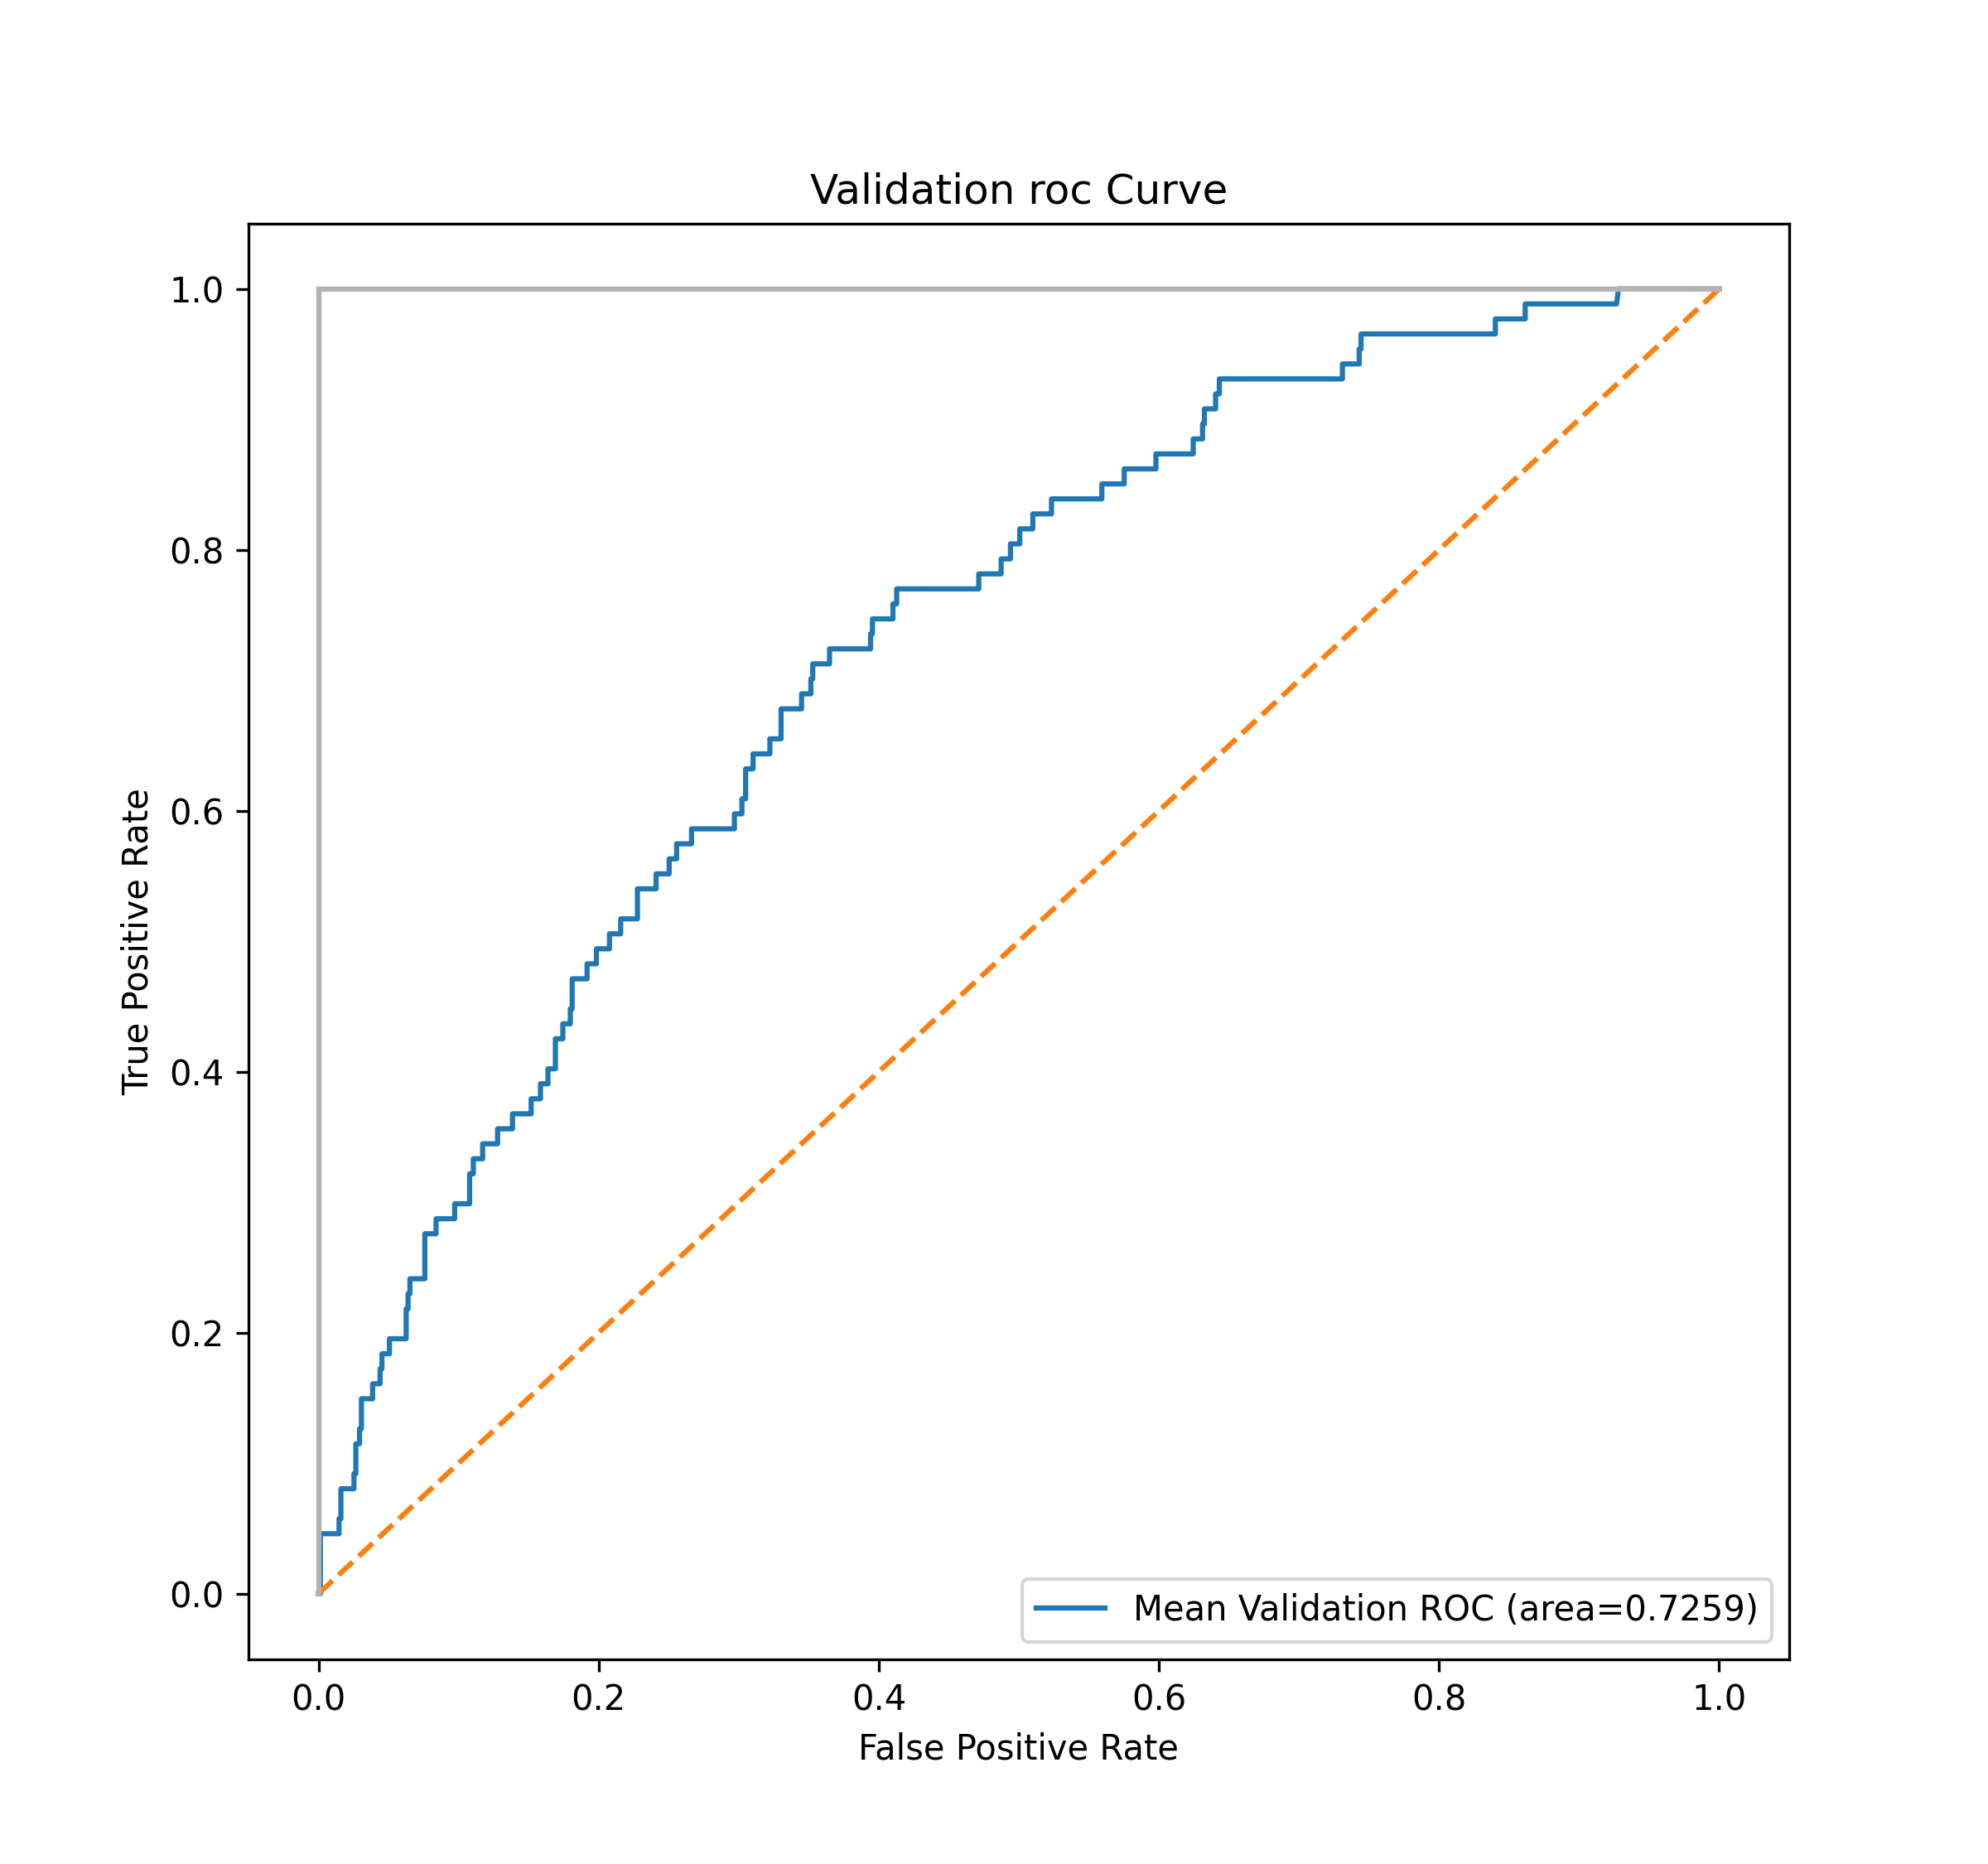 Validation roc Curve
1.0
0.8
0.6
0.4
0.2
0.0
True Positive Rate
Mean Validation ROC (area=0.7259)
0.0 0.2 0.4 0.6 0.8 1.0
False Positive Rate